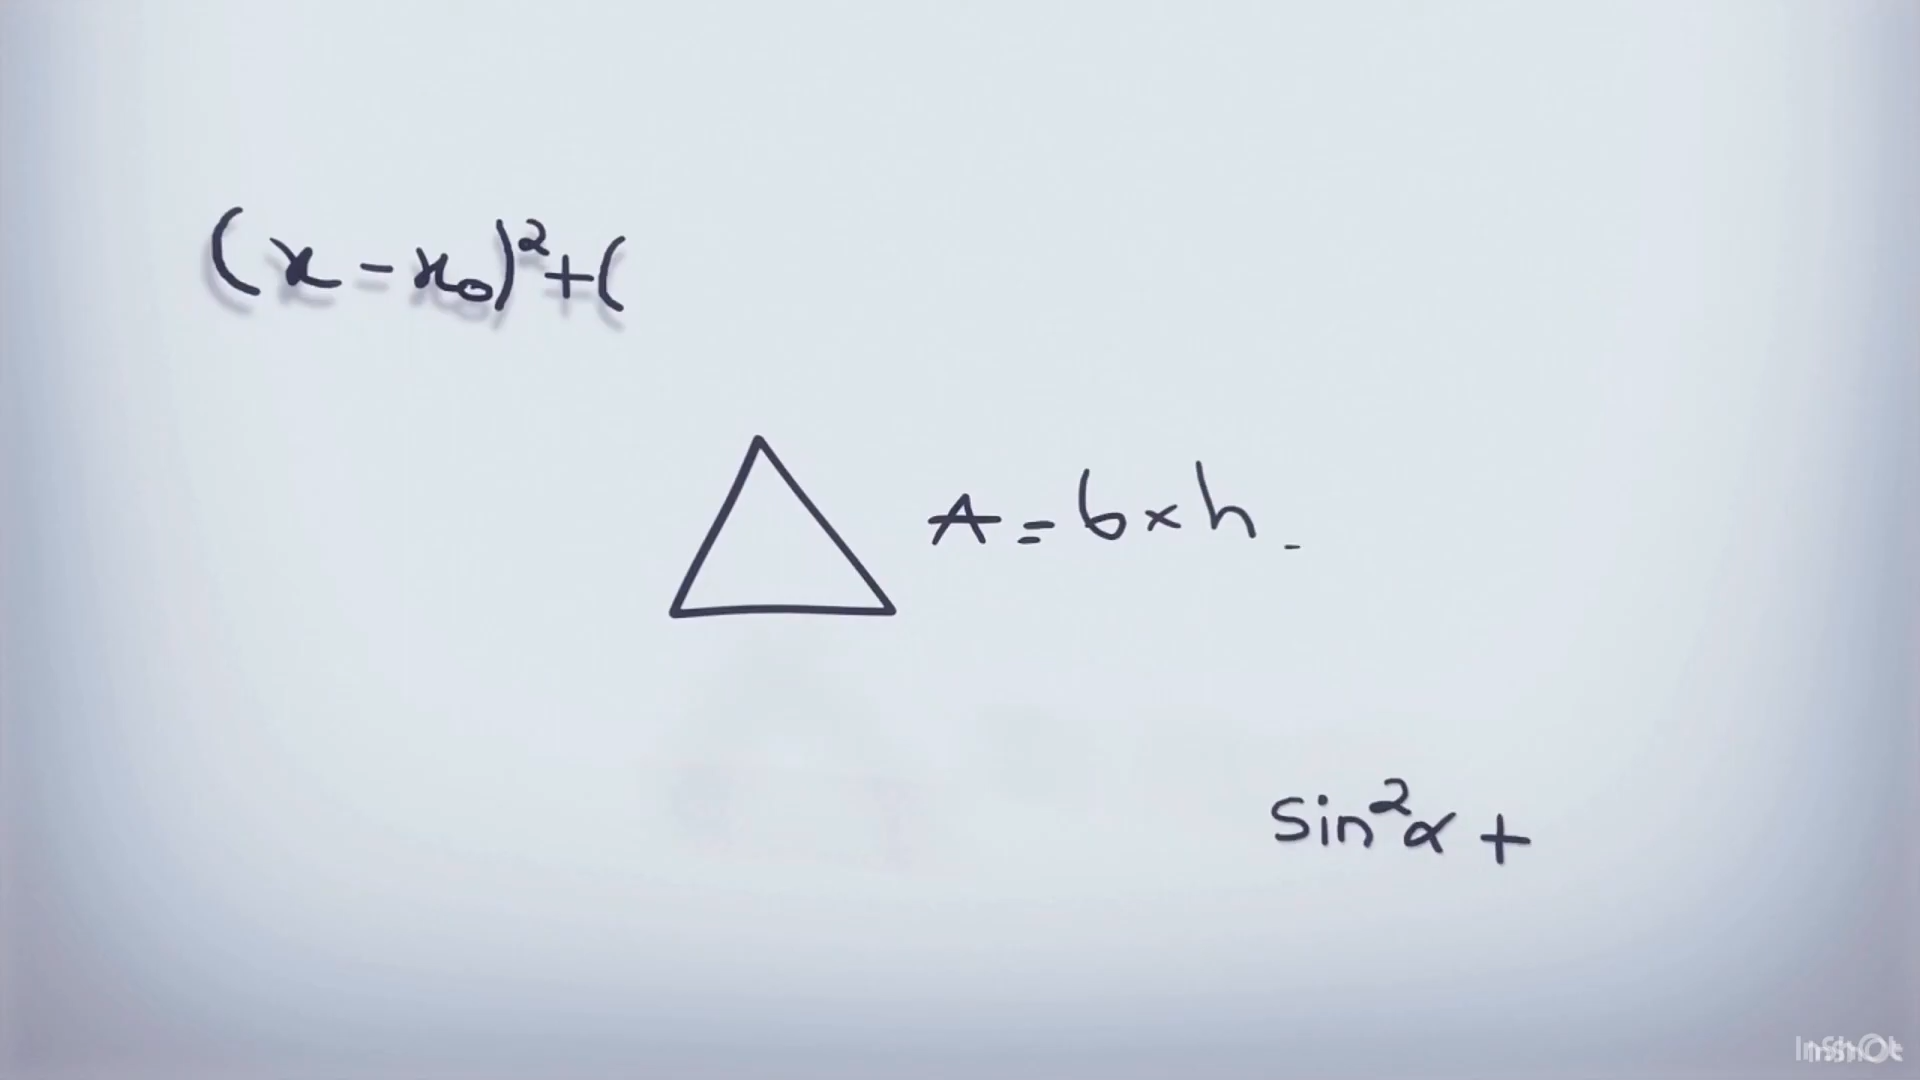 (x - x₀)² + (
A = b × h -
sin²α +
InShot